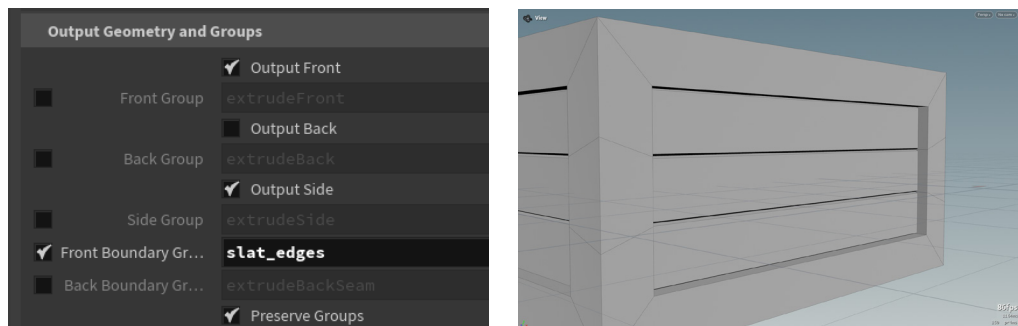 Output Geometry and Groups
Output Front
Front Group extrudeFront
Output Back
Back Group extrudeBack
Output Side
Side Group extrudeSide
Front Boundary Gr... slat_edges
Back Boundary Gr... extrudeBackSeam
Preserve Groups
View
86fps